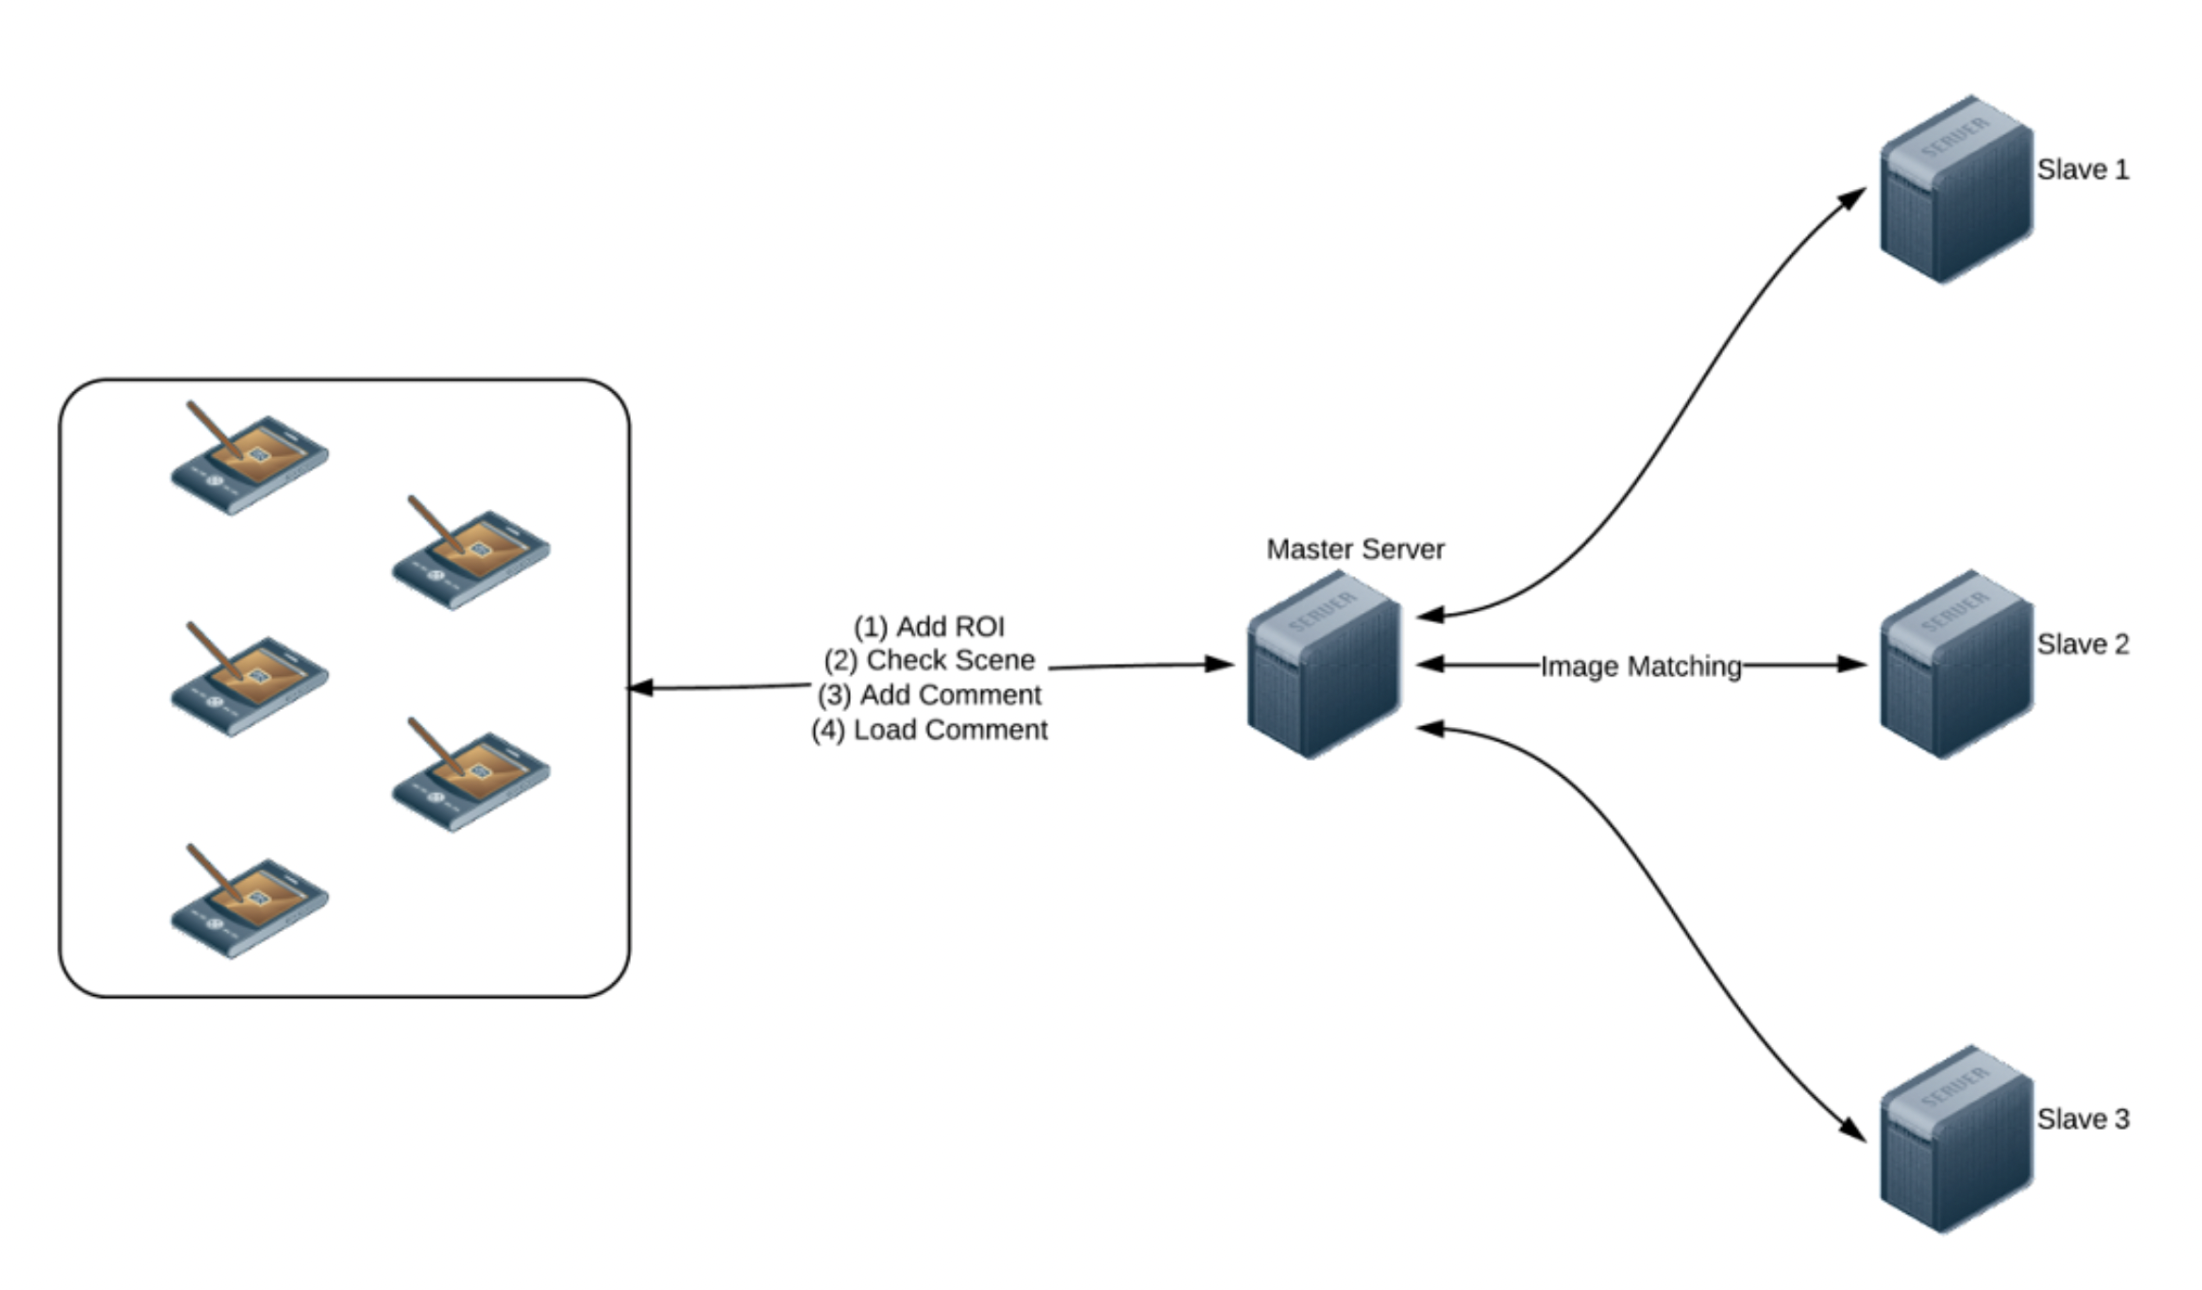 Slave 1
Master Server
(1) Add ROI
(2) Check Scene
(3) Add Comment
(4) Load Comment
Image Matching
Slave 2
Slave 3
SERVER
SERVER
SERVER
SERVER